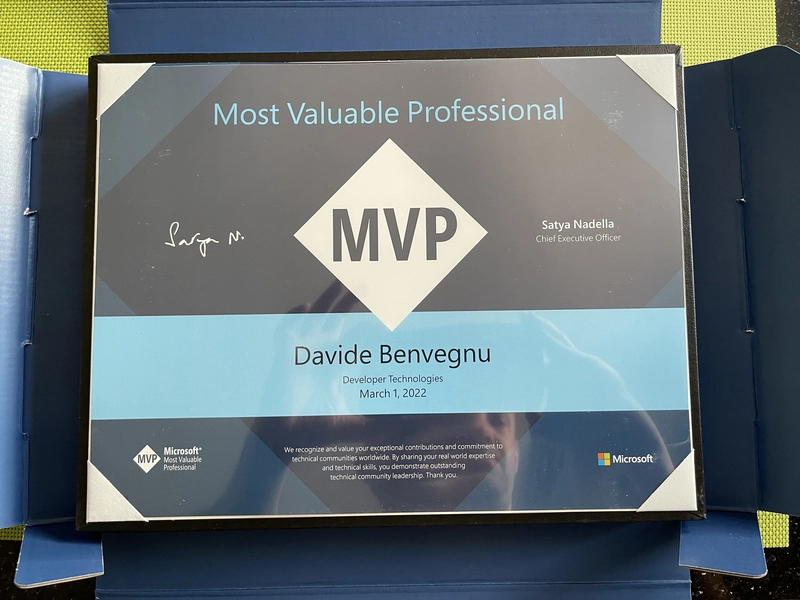 Most Valuable Professional
MVP
Satya N.
Satya Nadella
Chief Executive Officer
Davide Benvegnu
Developer Technologies
March 1, 2022
MVP
Microsoft®
Most Valuable
Professional
We recognize and value your exceptional contributions and commitment to
technical communities worldwide. By sharing your real world expertise
and technical skills, you demonstrate outstanding
technical community leadership. Thank you.
Microsoft